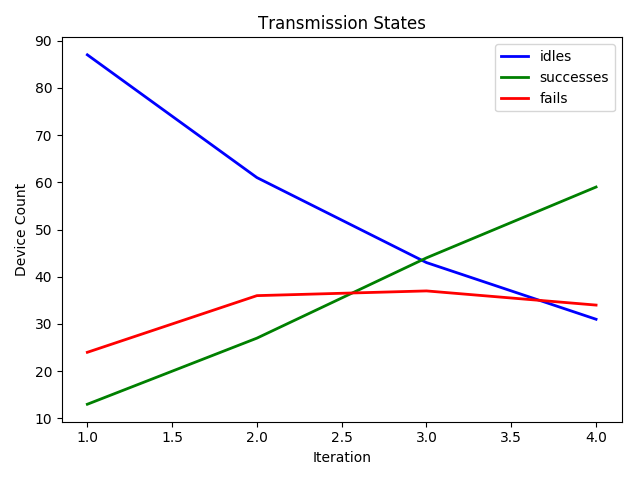 Transmission States
90
80
70
60
50
40
30
20
10
Device Count
idles
successes
fails
1.0 1.5 2.0 2.5 3.0 3.5 4.0
Iteration